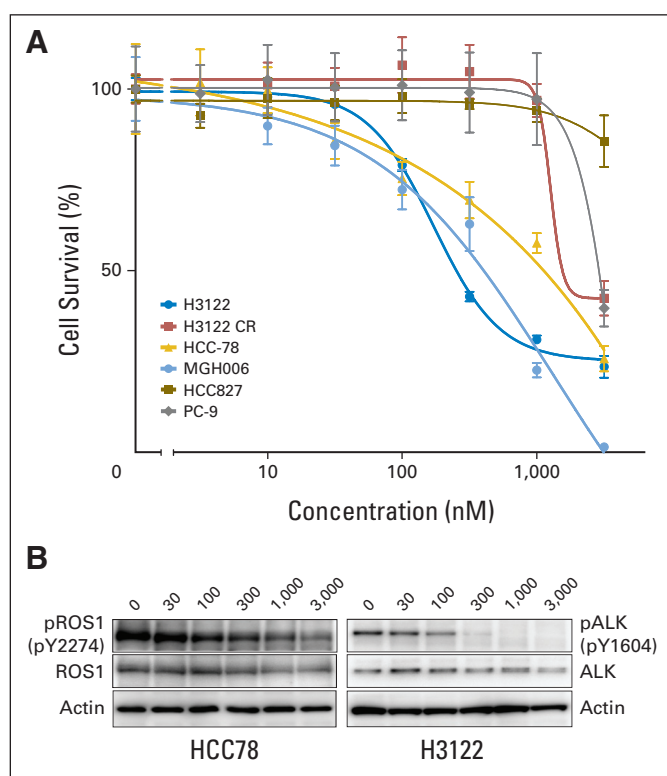 A
100
50
0
10
100
1,000
Cell Survival (%)
H3122
H3122 CR
HCC-78
MGH006
HCC827
PC-9
Concentration (nM)
B
0 30 100 300 1,000 3,000
0 30 100 300 1,000 3,000
pROS1
(pY2274)
pALK
(pY1604)
ROS1
ALK
Actin
Actin
HCC78
H3122